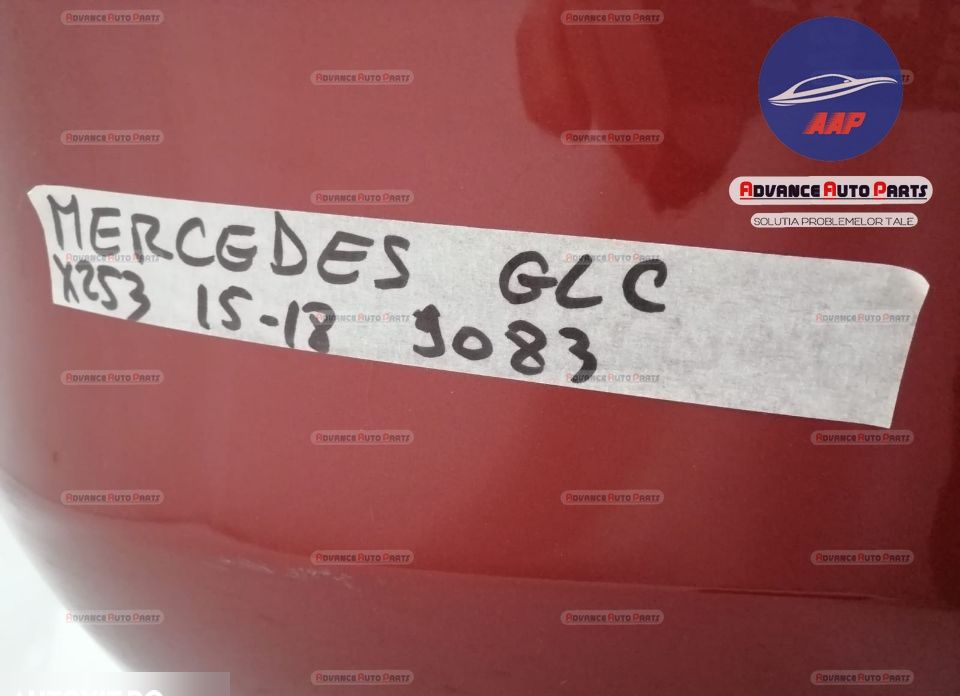 AAP
ADVANCE AUTO PARTS
SOLUTIA PROBLEMELOR TALE
MERCEDES GLC
X253 15-18 9083